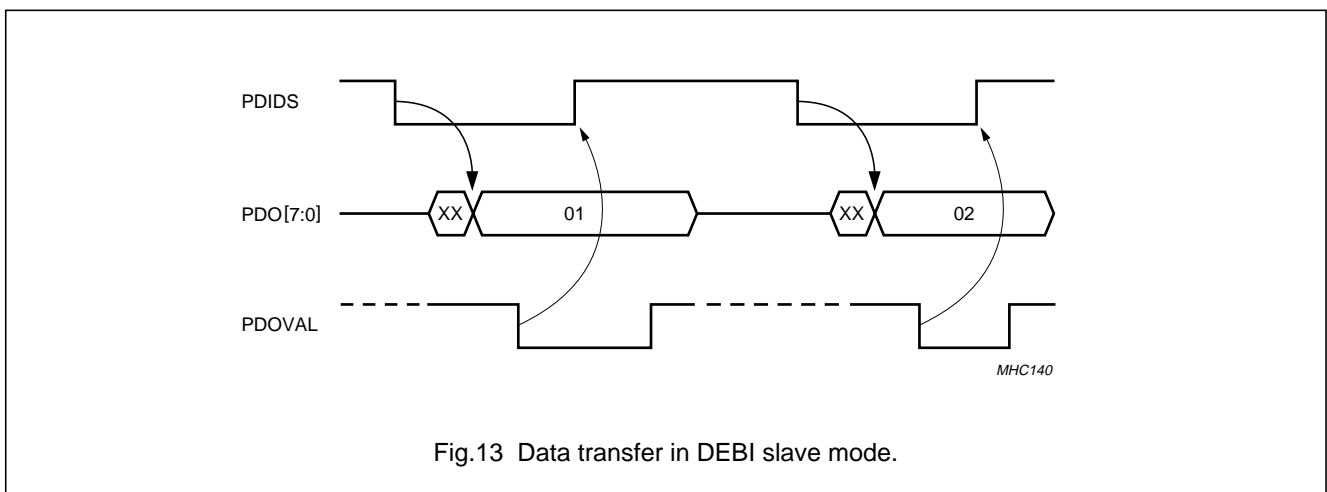 PDIDS
PDO[7:0] XX 01 XX 02
PDOVAL
MHC140
Fig.13 Data transfer in DEBI slave mode.